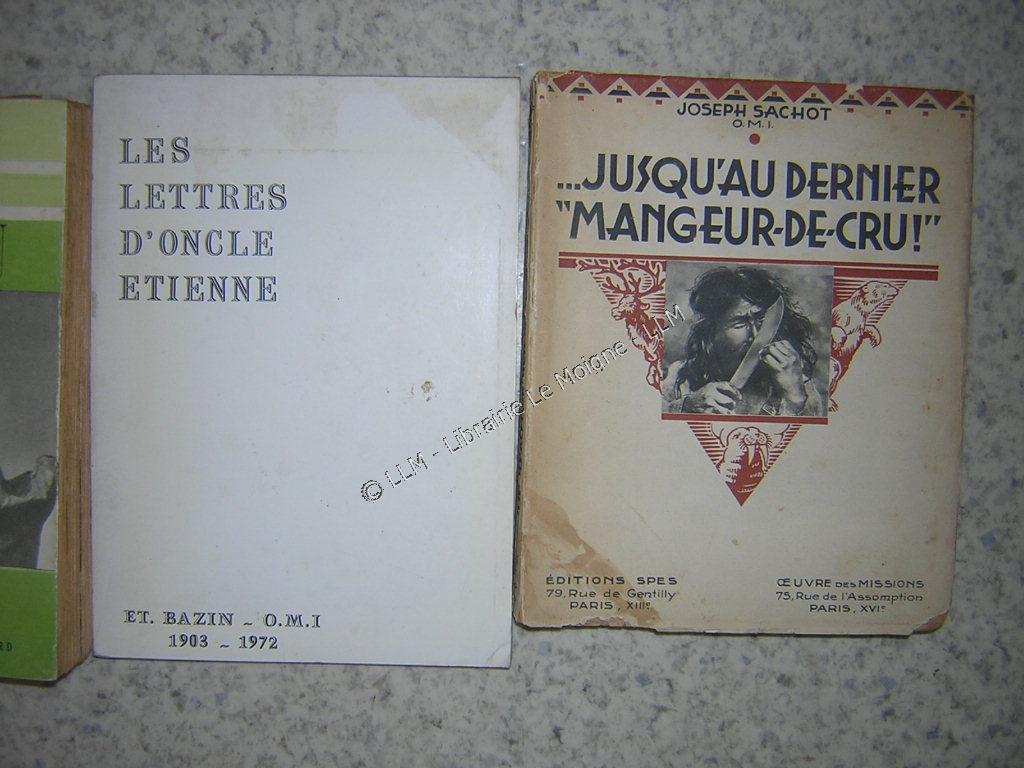 LES
LETTRES
D'ONCLE
ETIENNE
ET. BAZIN ~ O.M.I
1903 ~ 1972
JOSEPH SACHOT
O.M.I.
...JUSQU'AU DERNIER
"MANGEUR-DE-CRU!"
ÉDITIONS SPES
79, Rue de Gentilly
PARIS, XIIIe
ŒUVRE DES MISSIONS
75, Rue de l'Assomption
PARIS, XVIe
© LLM - Librairie Le Moigne - LLM